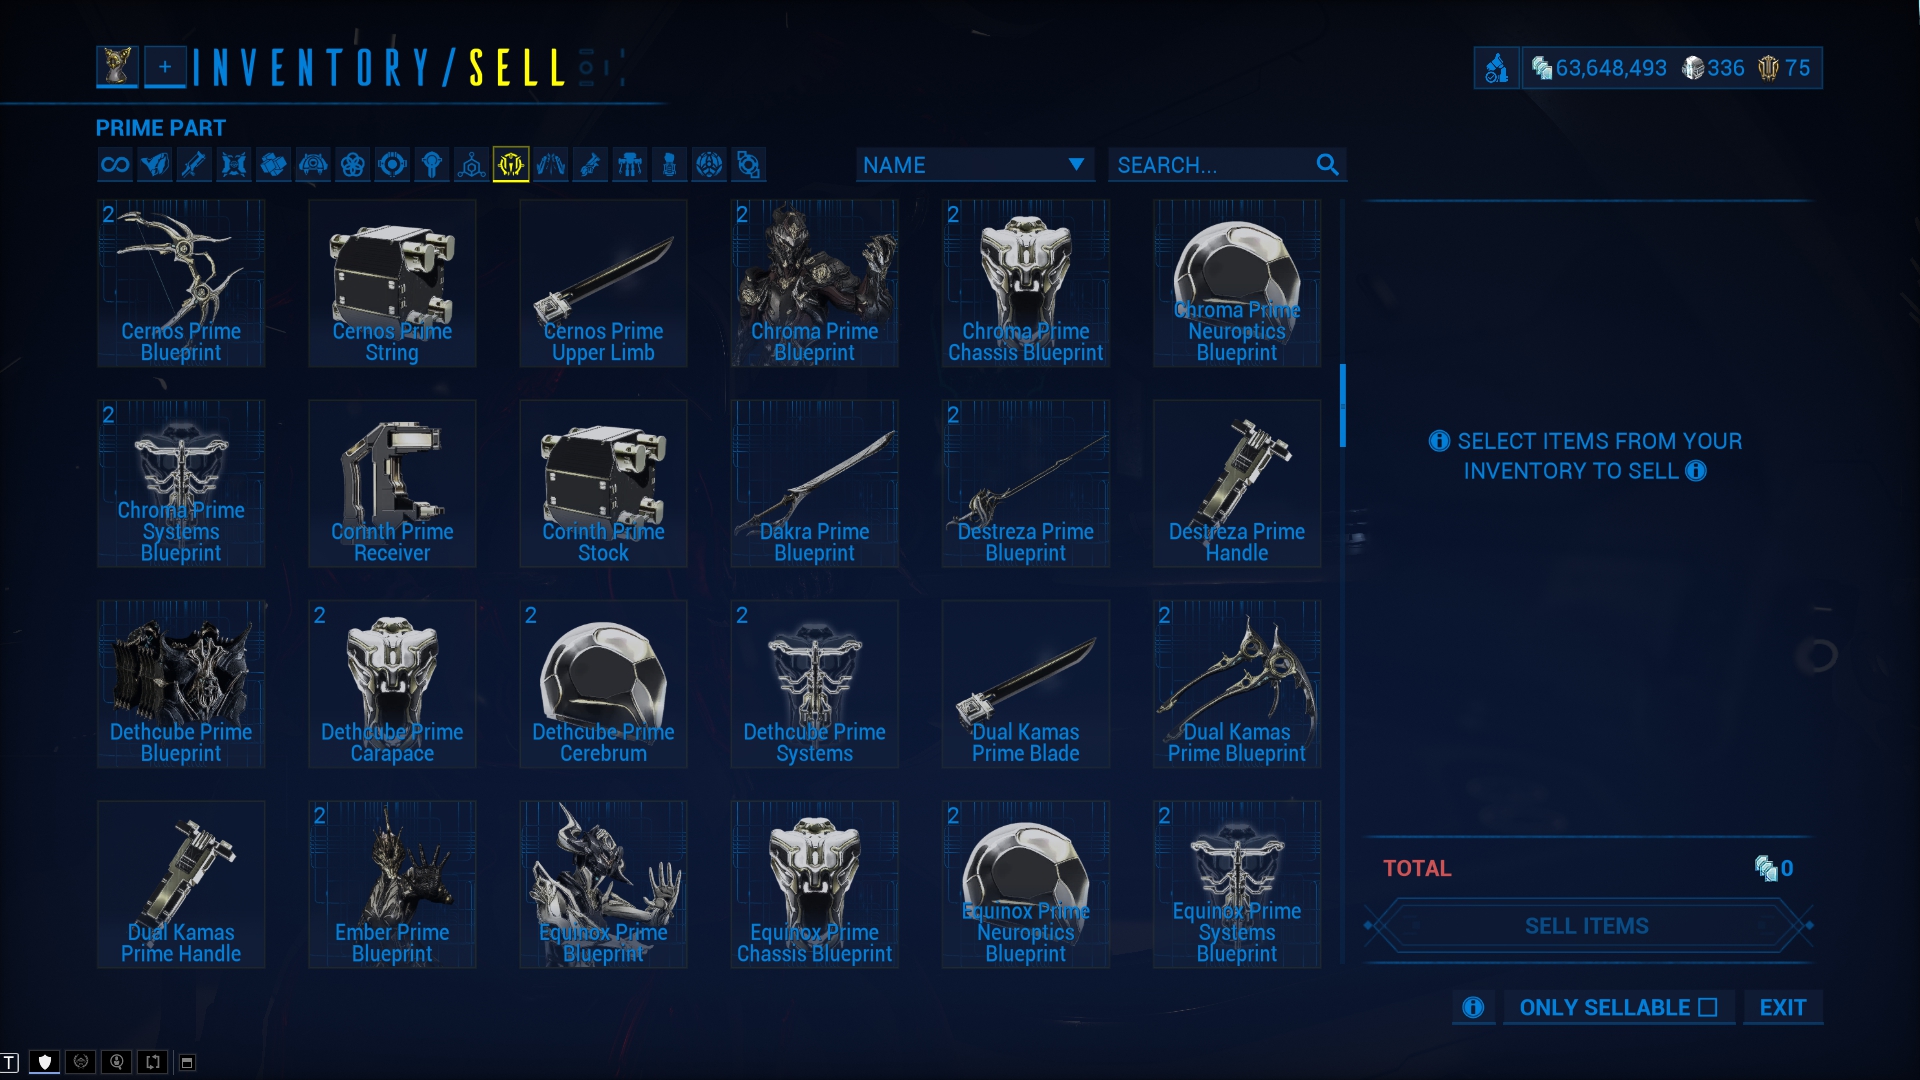 INVENTORY/SELL
63,648,493 336 75
PRIME PART
NAME
SEARCH...
2
Cernos Prime
Blueprint
Cernos Prime
String
Cernos Prime
Upper Limb
2
Chroma Prime
Blueprint
2
Chroma Prime
Chassis Blueprint
Chroma Prime
Neuroptics
Blueprint
2
Chroma Prime
Systems
Blueprint
Corinth Prime
Receiver
Corinth Prime
Stock
Dakra Prime
Blueprint
2
Destreza Prime
Blueprint
Destreza Prime
Handle
Dethcube Prime
Blueprint
2
Dethcube Prime
Carapace
2
Dethcube Prime
Cerebrum
2
Dethcube Prime
Systems
Dual Kamas
Prime Blade
2
Dual Kamas
Prime Blueprint
Dual Kamas
Prime Handle
2
Ember Prime
Blueprint
Equinox Prime
Blueprint
Equinox Prime
Chassis Blueprint
2
Equinox Prime
Neuroptics
Blueprint
2
Equinox Prime
Systems
Blueprint
SELECT ITEMS FROM YOUR
INVENTORY TO SELL
TOTAL 0
SELL ITEMS
ONLY SELLABLE
EXIT
T